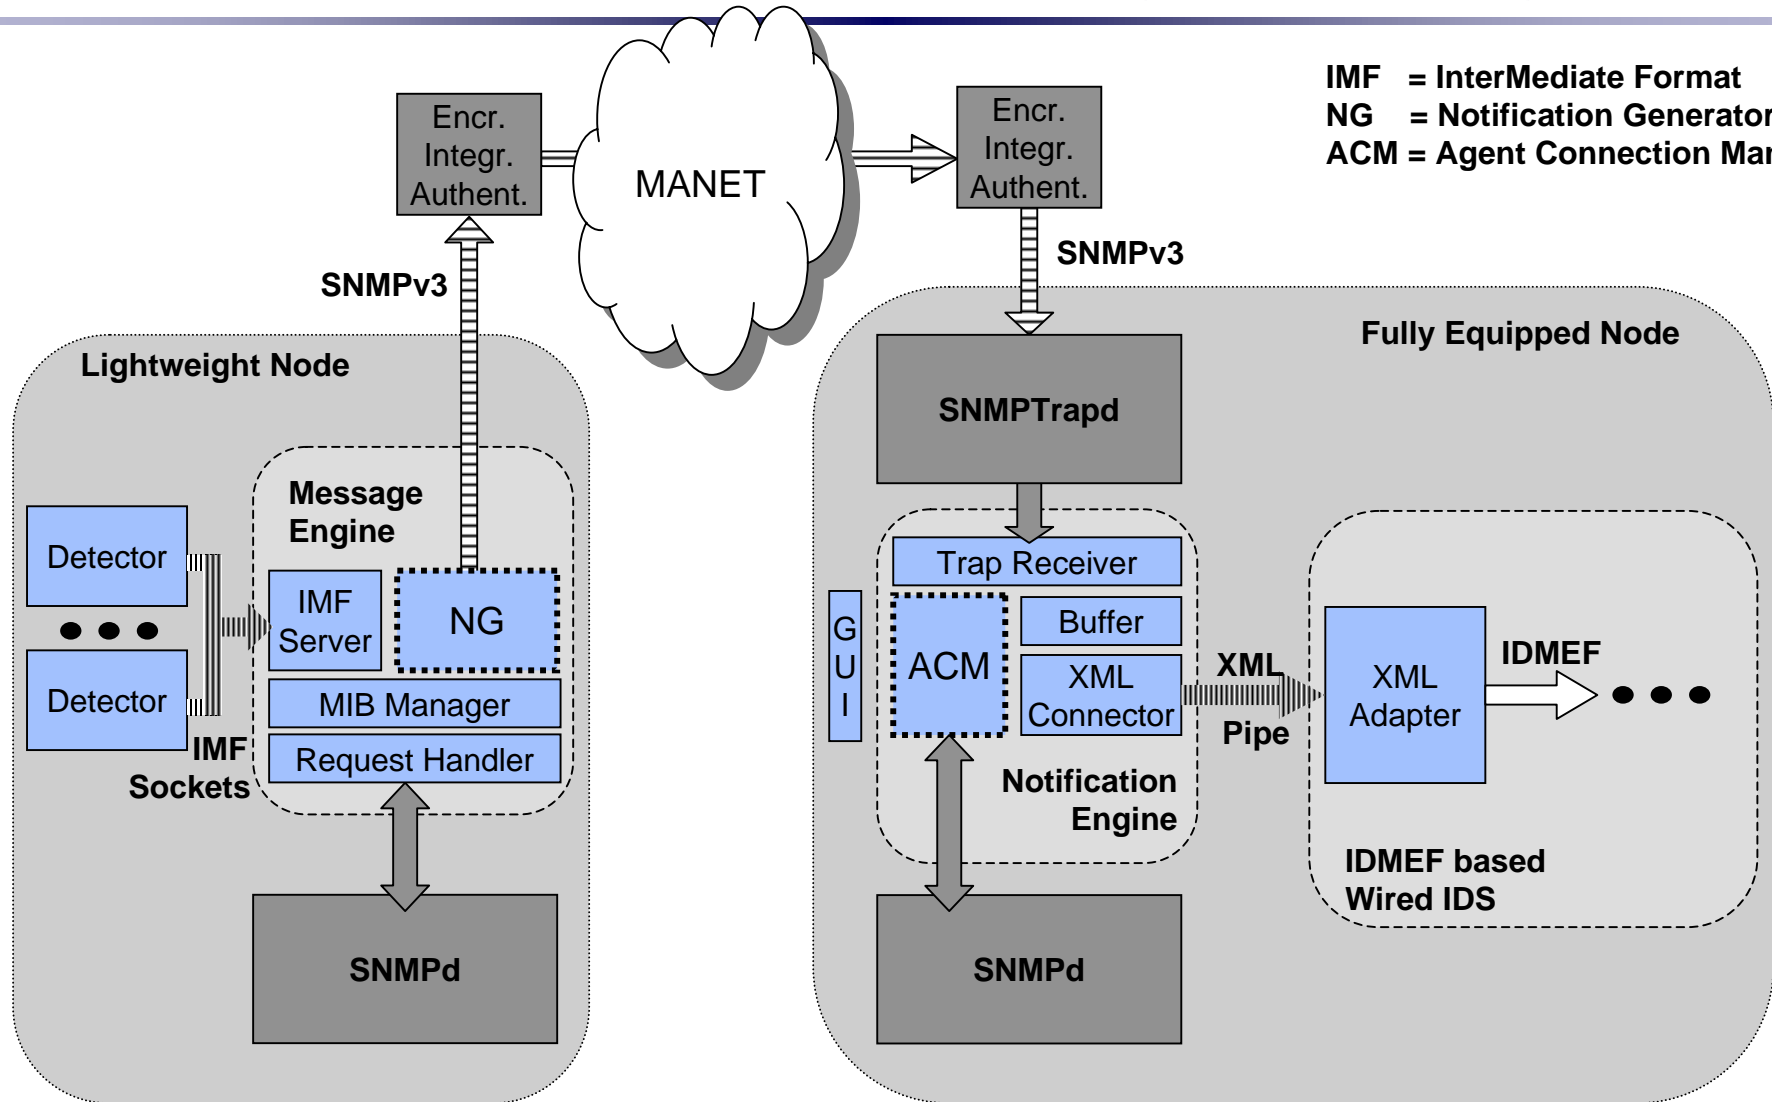 IMF = InterMediate Format
NG = Notification Generator
ACM = Agent Connection
Encr.
Integr.
Authent.
MANET
Encr.
Integr.
Authent.
SNMPv3
SNMPv3
Lightweight Node
Message
Engine
Detector
Detector
IMF
Server
NG
MIB Manager
Request Handler
IMF
Sockets
SNMPd
Fully Equipped Node
SNMPTrapd
Trap Receiver
G
U
I
ACM
Buffer
XML
Connector
Notification
Engine
SNMPd
XML
Pipe
XML
Adapter
IDMEF
IDMEF based
Wired IDS